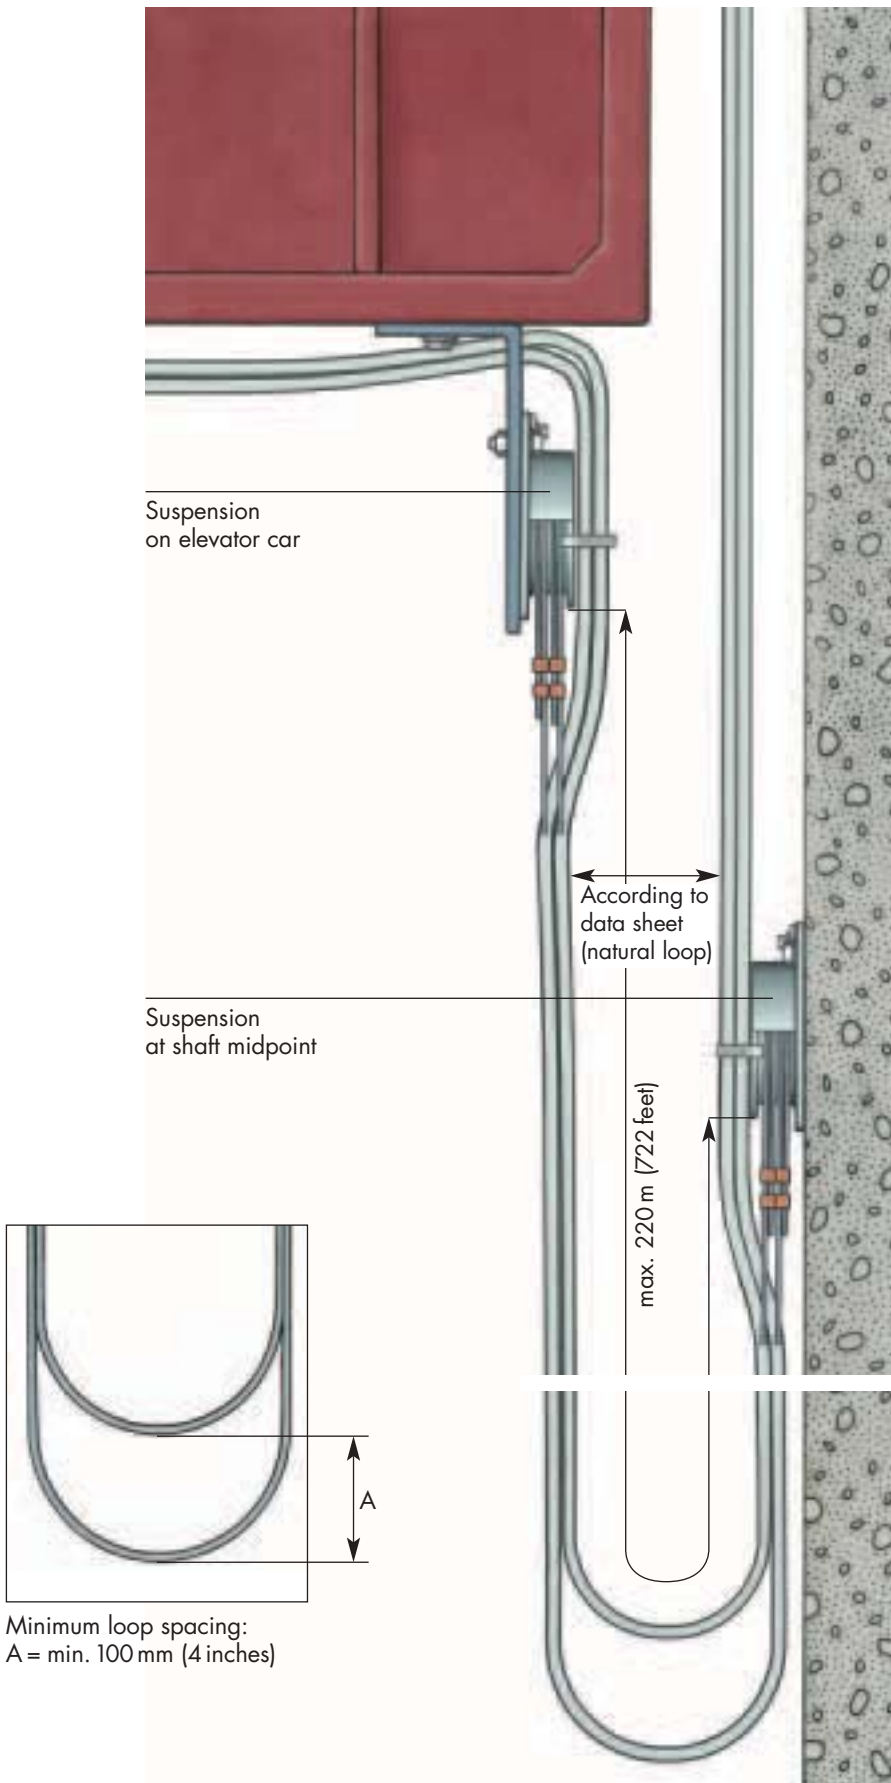 Suspension
on elevator car
According to
data sheet
(natural loop)
Suspension
at shaft midpoint
max. 220 m (722 feet)
A
Minimum loop spacing:
A = min. 100 mm (4 inches)